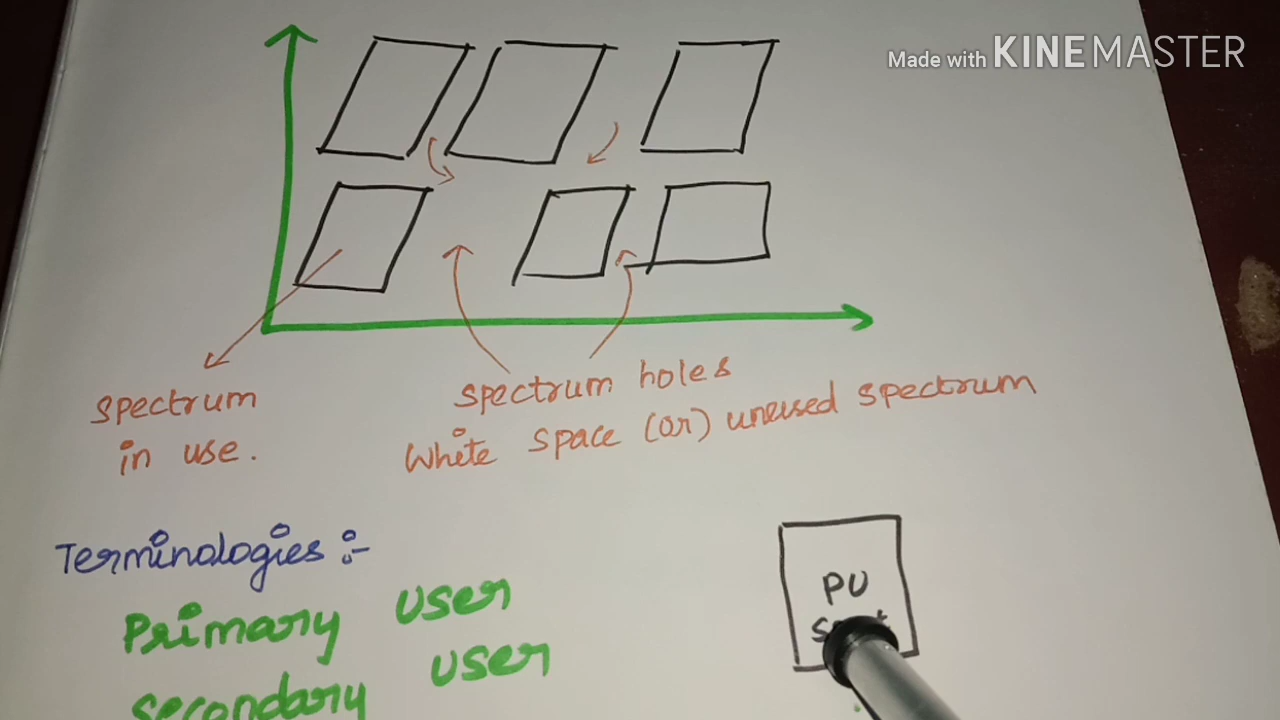 Made with KINEMASTER
spectrum
in use.
spectrum holes
white space (or) unused spectrum
Terminologies :-
Primary user
secondary user
PU